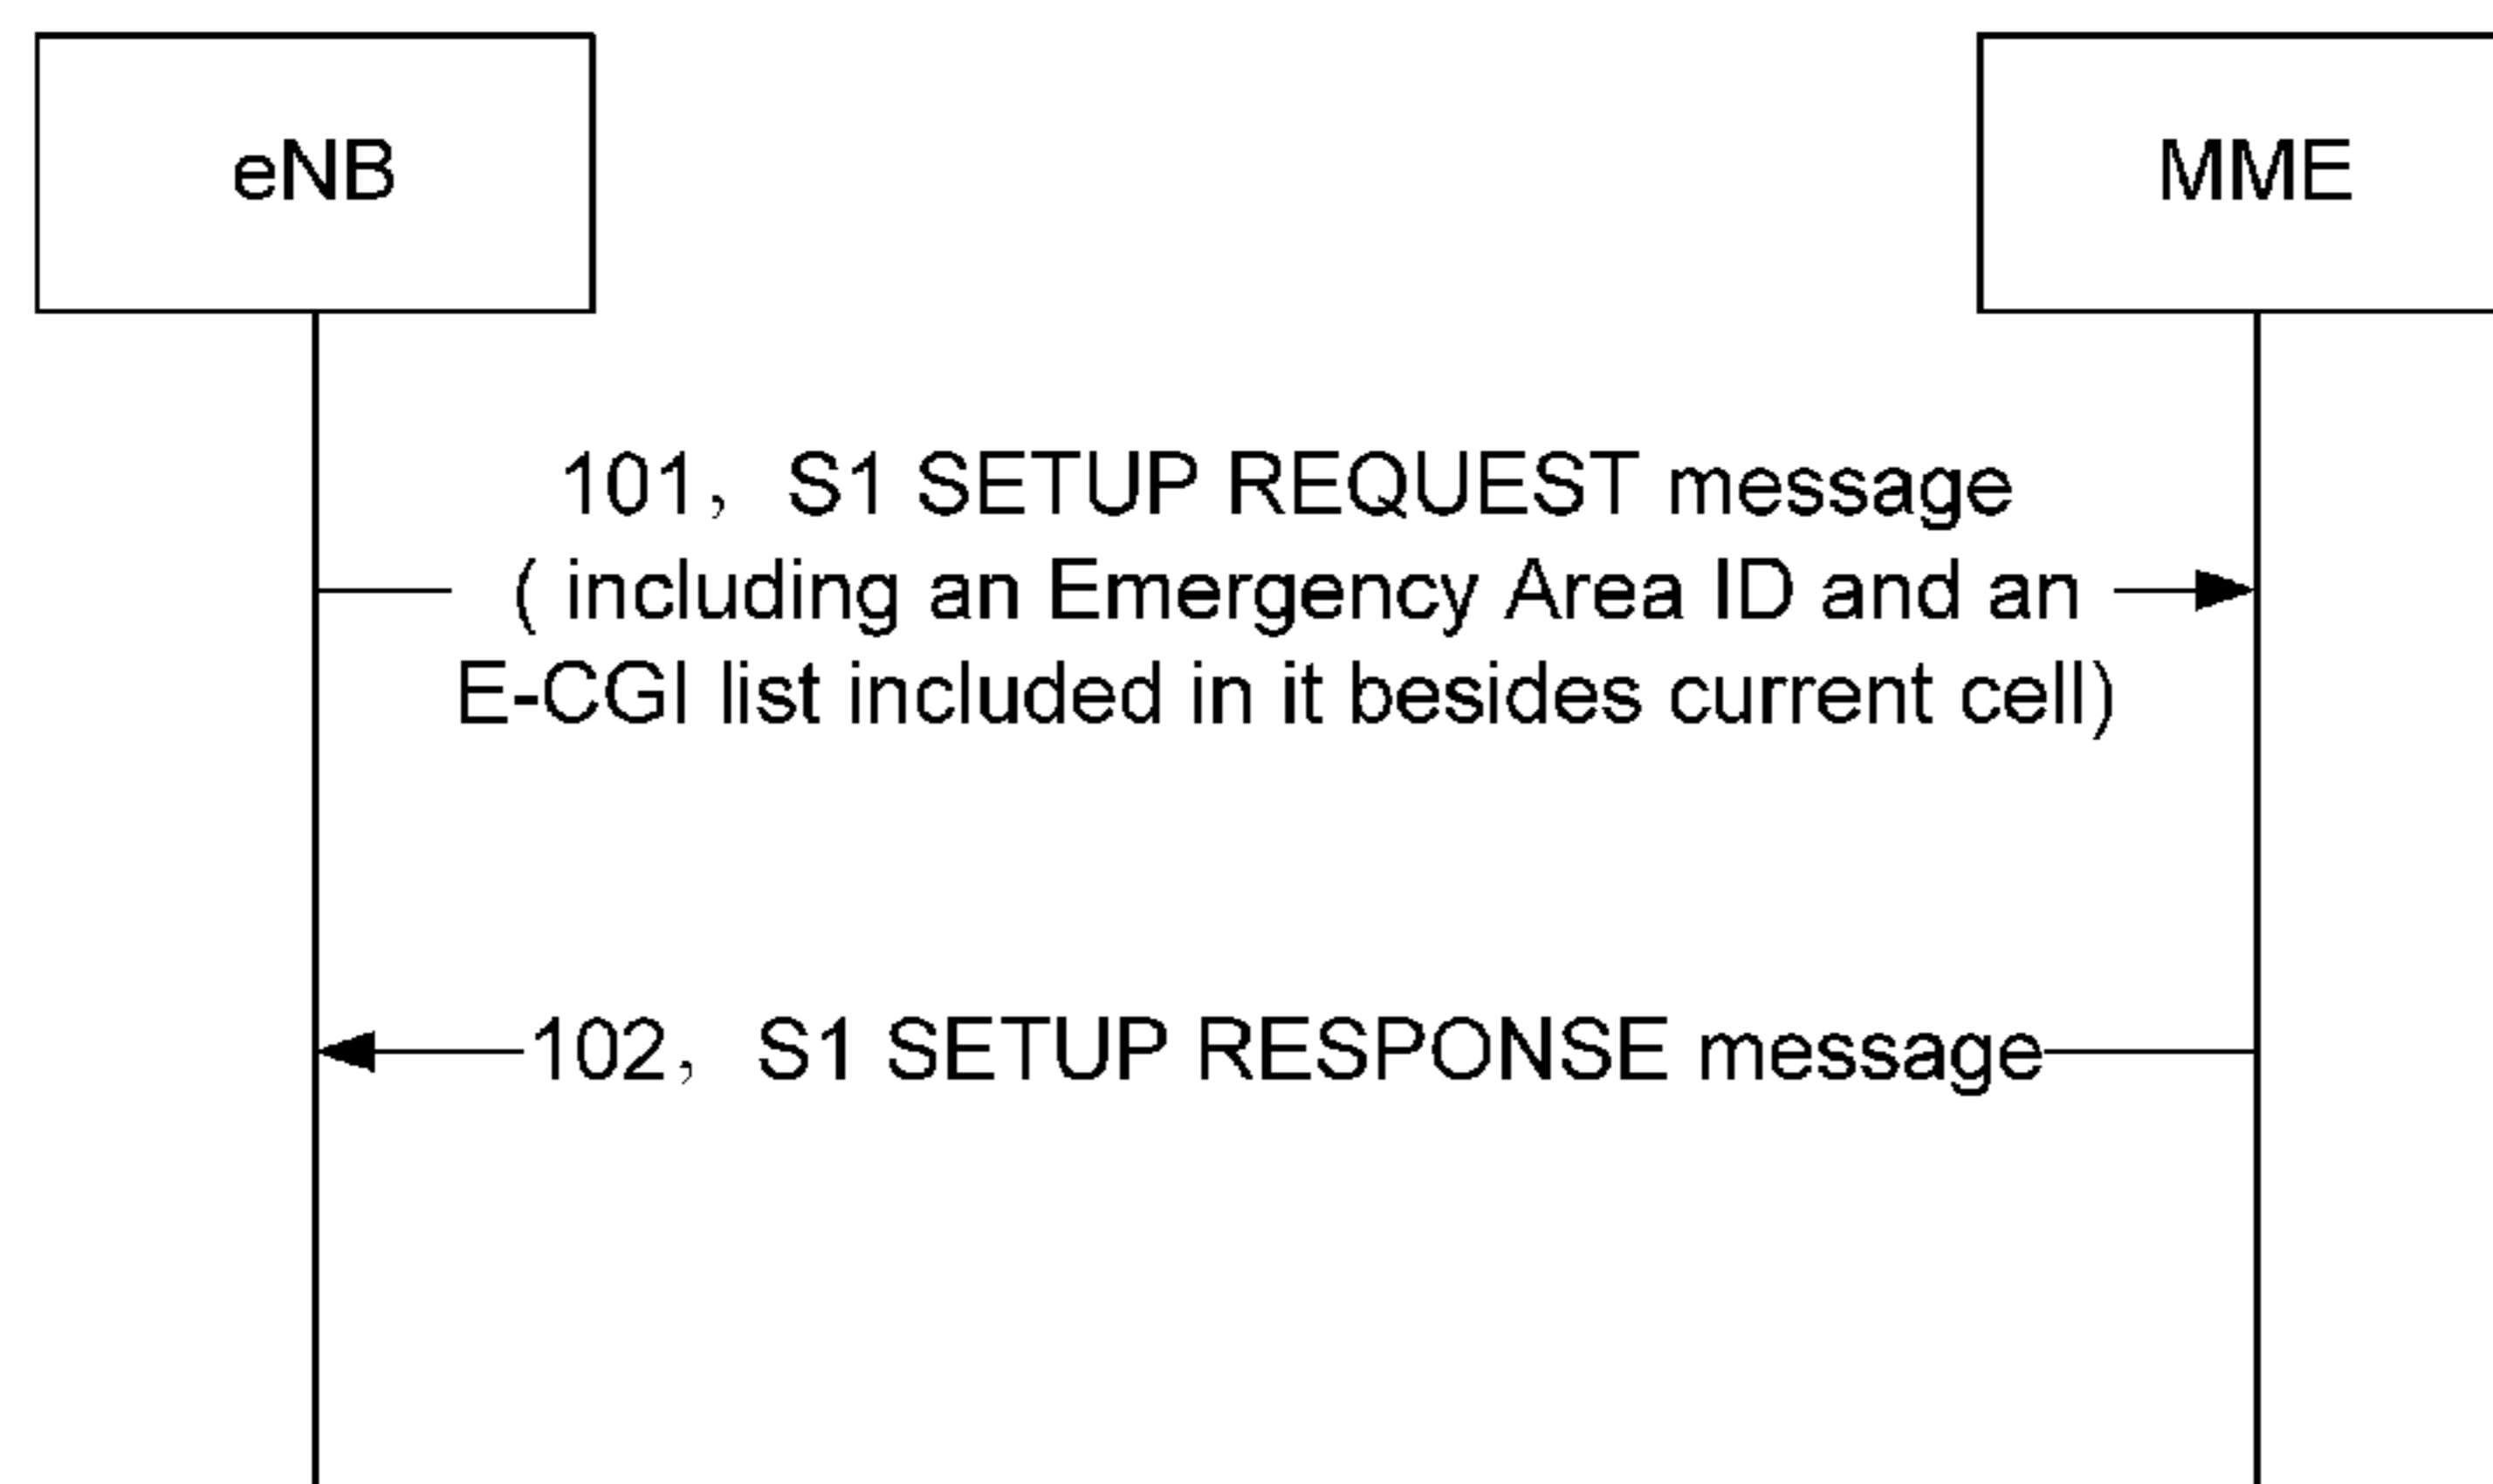 eNB
MME
101， S1 SETUP REQUEST message
( including an Emergency Area ID and an
E-CGI list included in it besides current cell)
102， S1 SETUP RESPONSE message